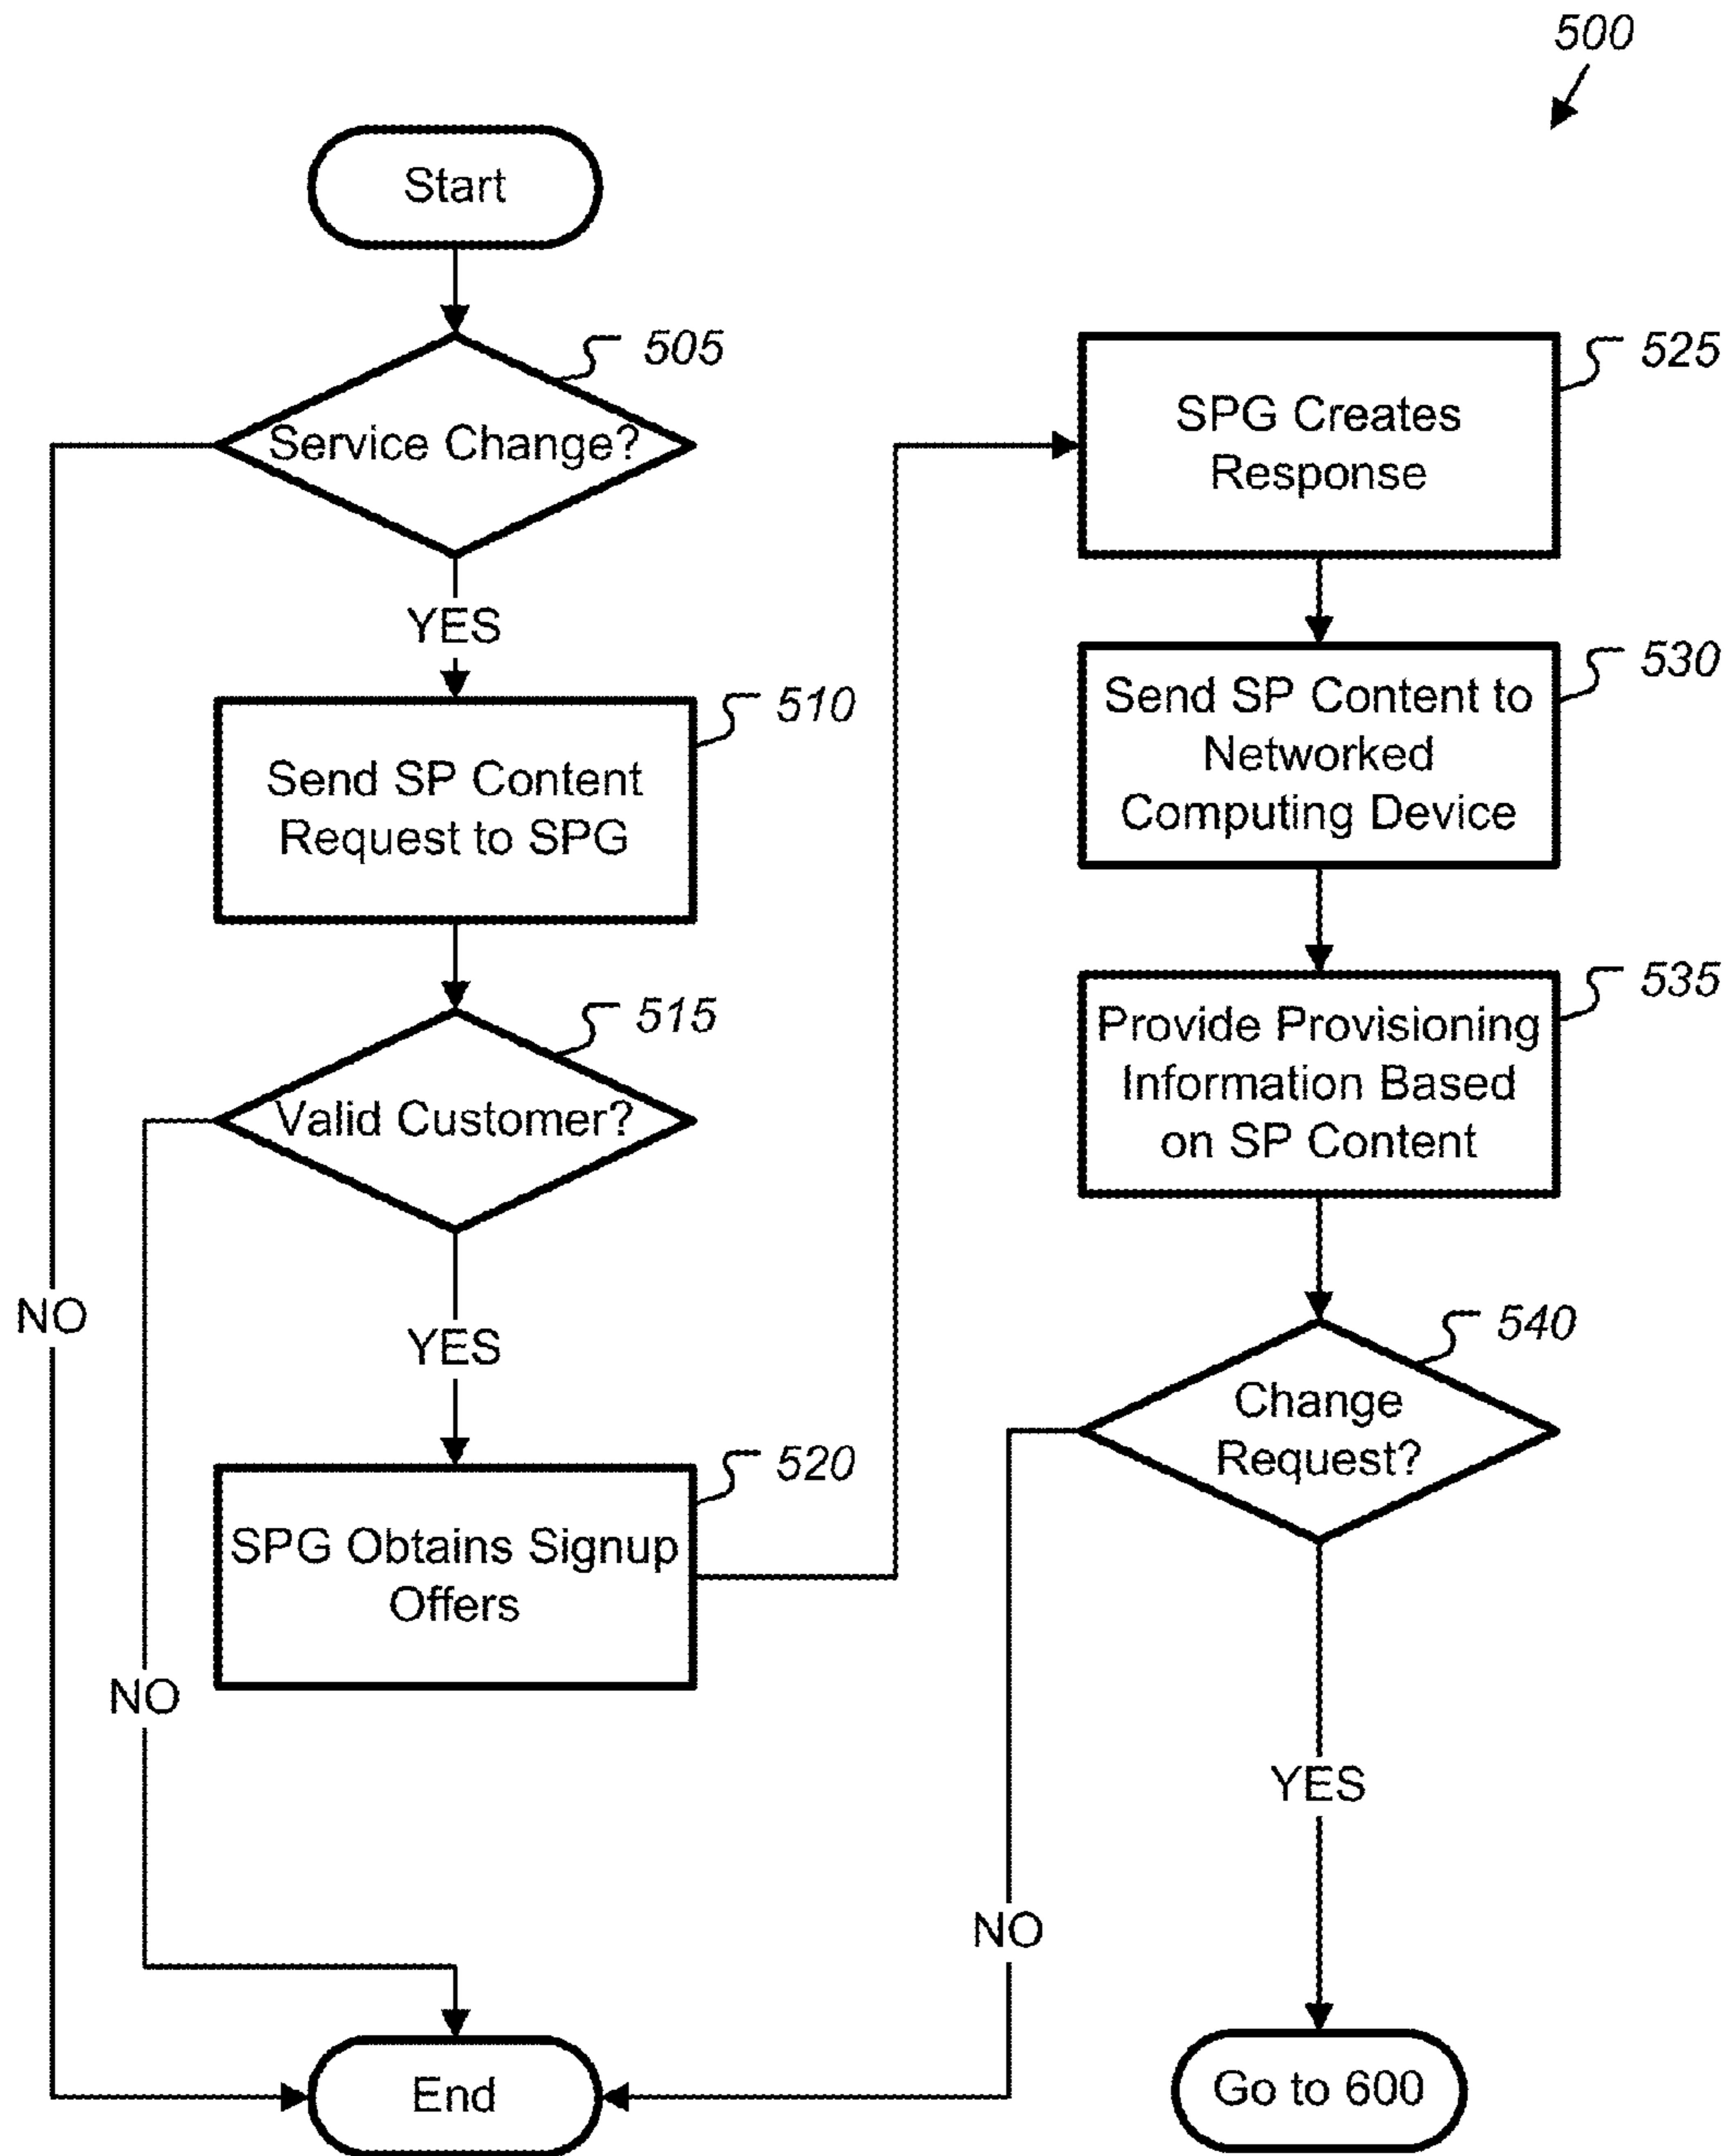 500
Start
505
Service Change?
YES
510
Send SP Content
Request to SPG
515
Valid Customer?
NO
YES
520
SPG Obtains Signup
Offers
NO
End
525
SPG Creates
Response
530
Send SP Content to
Networked
Computing Device
535
Provide Provisioning
Information Based
on SP Content
540
Change
Request?
YES
NO
Go to 600